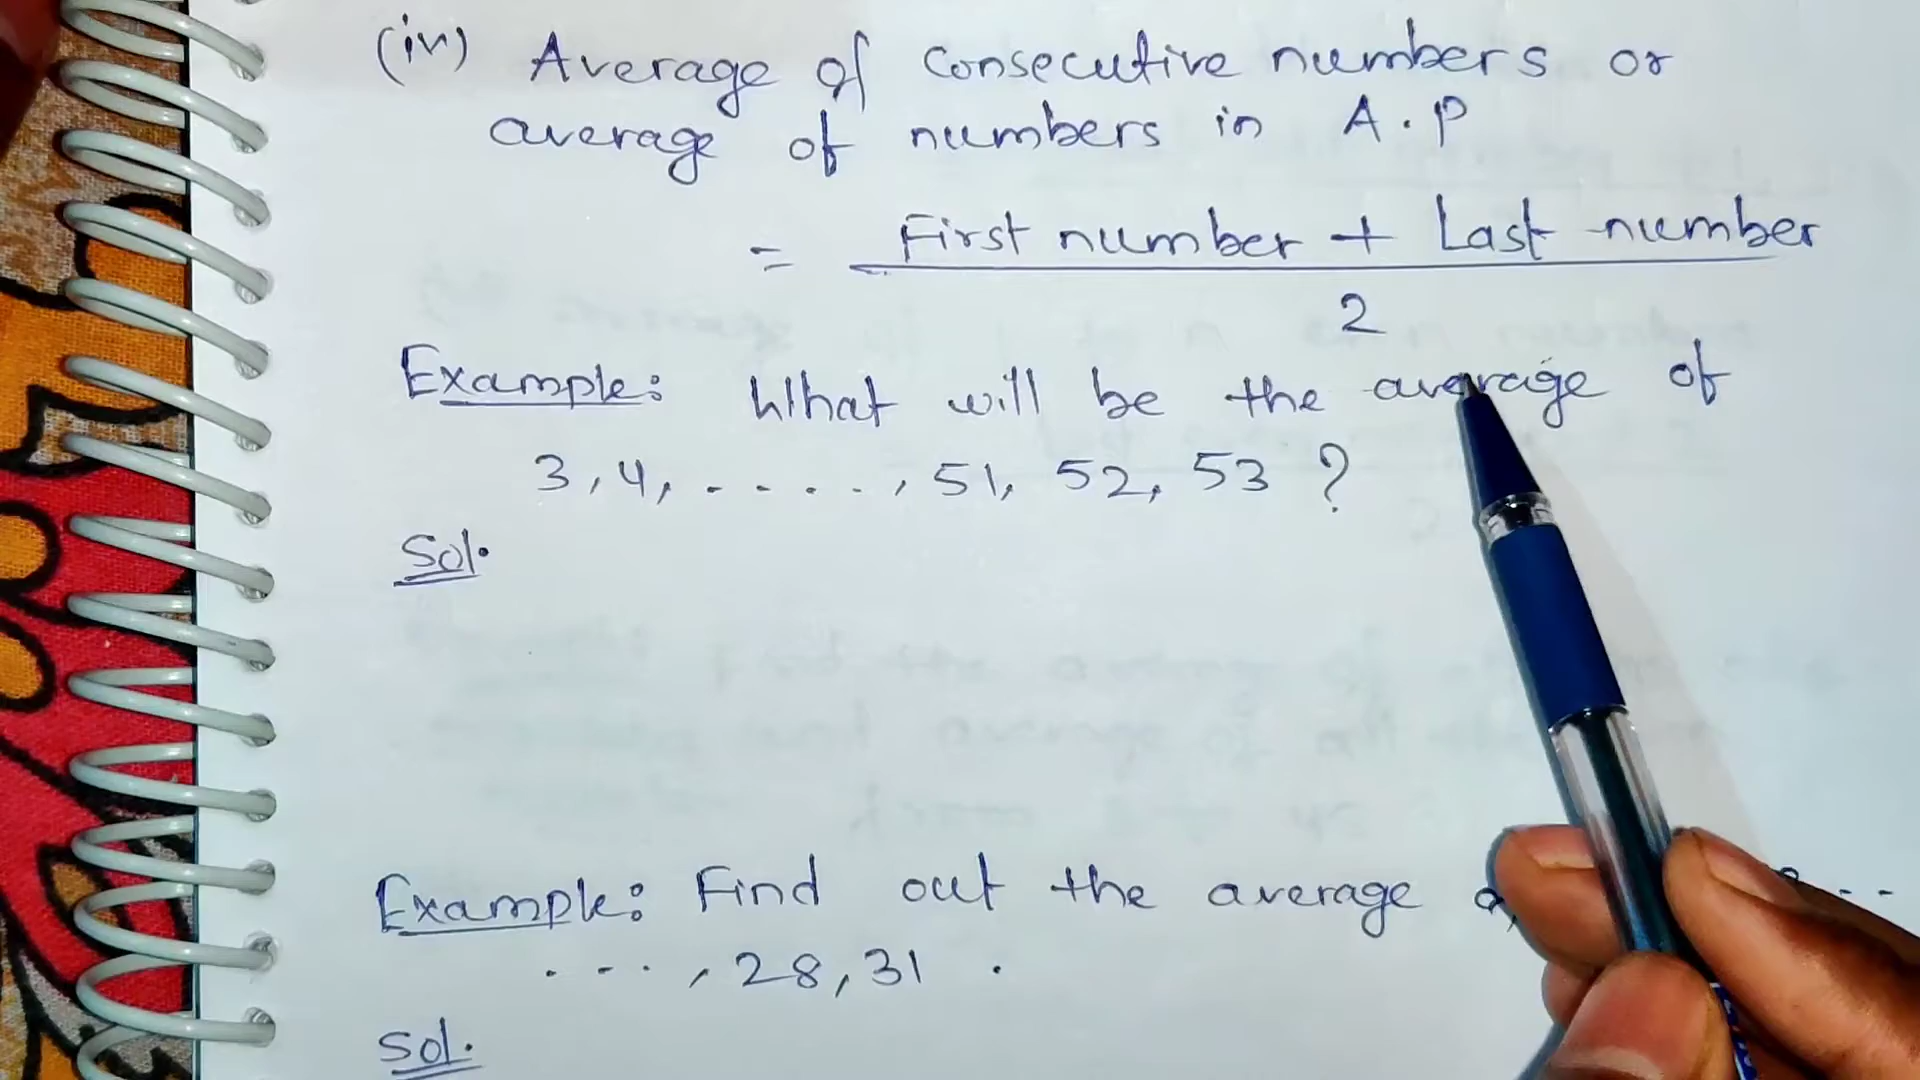 (iv) Average of consecutive numbers or
average of numbers in A.P
= First number + Last number
2
Example: What will be the average of
3, 4, ....., 51, 52, 53 ?
Sol.
Example: Find out the average
..., 28, 31 .
Sol.